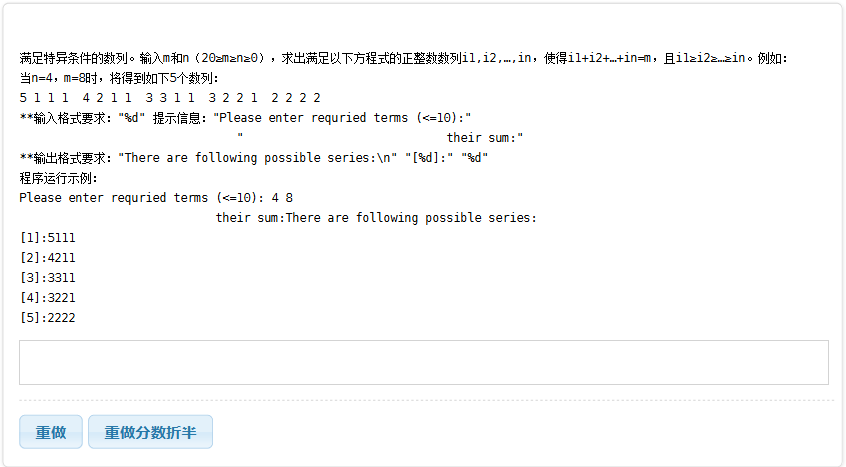 满足特异条件的数列。输入m和n（20≥m≥n≥0），求出满足以下方程式的正整数数列i1,i2,…,in，使得i1+i2+…+in=m，且i1≥i2≥…≥in。例如：
当n=4，m=8时，将得到如下5个数列：
5 1 1 1  4 2 1 1  3 3 1 1  3 2 2 1  2 2 2 2
**输入格式要求："%d" 提示信息："Please enter requried terms (<=10):"
"                             their sum:"
**输出格式要求："There are following possible series:\n" "[%d]:" "%d"
程序运行示例：
Please enter requried terms (<=10): 4 8
their sum:There are following possible series:
[1]:5111
[2]:4211
[3]:3311
[4]:3221
[5]:2222
重做 重做分数折半